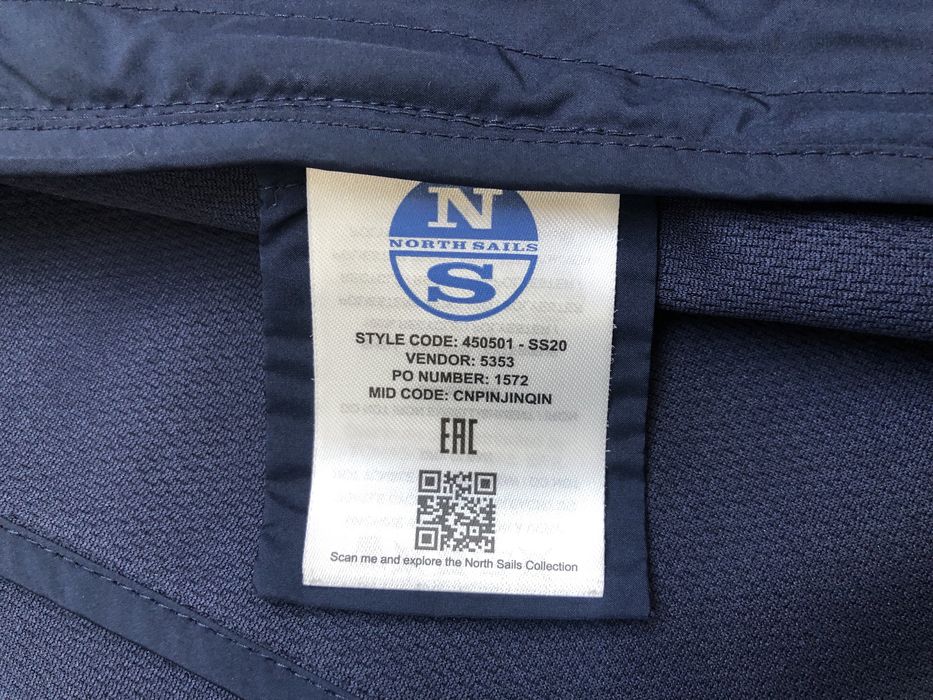 N
NORTH SAILS
S
STYLE CODE: 450501 - SS20
VENDOR: 5353
PO NUMBER: 1572
MID CODE: CNPINJINQIN
EAC
Scan me and explore the North Sails Collection